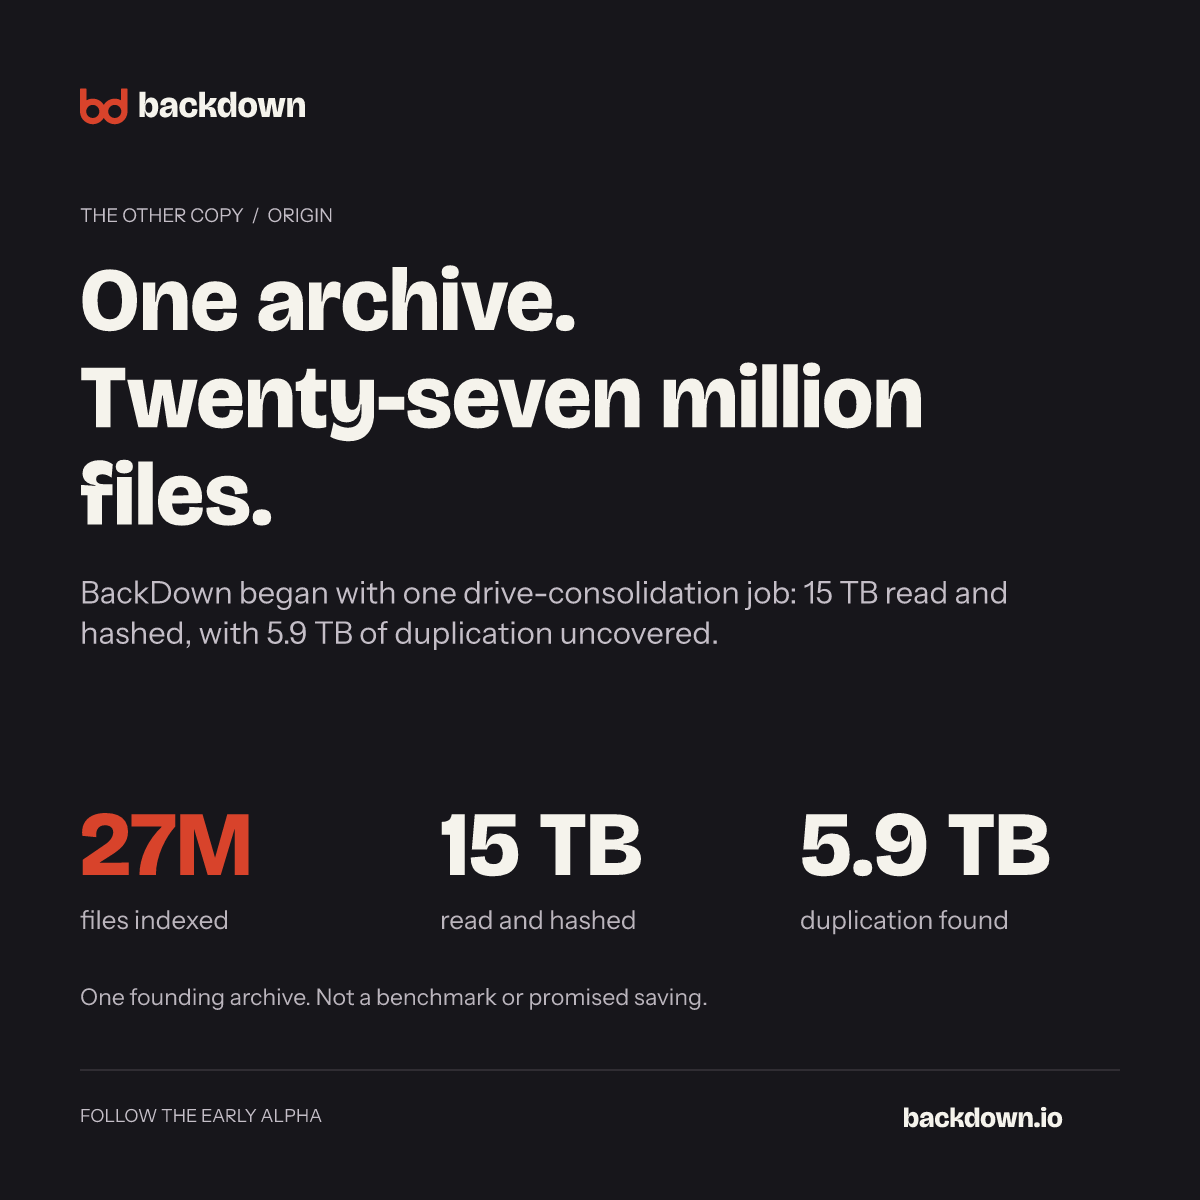 backdown
THE OTHER COPY / ORIGIN
One archive.
Twenty-seven million
files.
BackDown began with one drive-consolidation job: 15 TB read and
hashed, with 5.9 TB of duplication uncovered.
27M
files indexed
15 TB
read and hashed
5.9 TB
duplication found
One founding archive. Not a benchmark or promised saving.
FOLLOW THE EARLY ALPHA
backdown.io